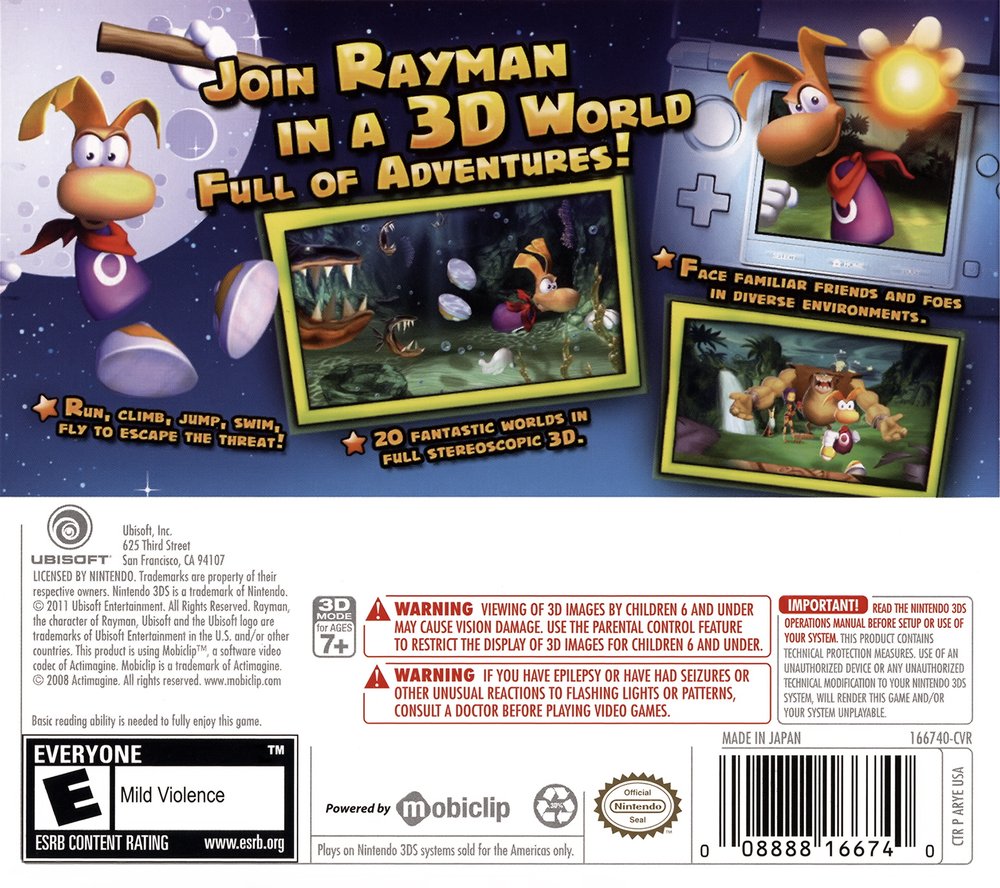 JOIN RAYMAN
IN A 3D WORLD
FULL OF ADVENTURES!
SELECT
HOME
FACE FAMILIAR FRIENDS AND FOES
IN DIVERSE ENVIRONMENTS.
RUN, CLIMB, JUMP, SWIM,
FLY TO ESCAPE THE THREAT!
20 FANTASTIC WORLDS IN
FULL STEREOSCOPIC 3D.
UBISOFT
Ubisoft, Inc.
625 Third Street
San Francisco, CA 94107
LICENSED BY NINTENDO. Trademarks are property of their
respective owners. Nintendo 3DS is a trademark of Nintendo.
© 2011 Ubisoft Entertainment. All Rights Reserved. Rayman,
the character of Rayman, Ubisoft and the Ubisoft logo are
trademarks of Ubisoft Entertainment in the U.S. and/or other
countries. This product is using Mobiclip™, a software video
codec of Actimagine. Mobiclip is a trademark of Actimagine.
© 2008 Actimagine. All rights reserved. www.mobiclip.com
Basic reading ability is needed to fully enjoy this game.
3D
MODE
for AGES
7+
WARNING VIEWING OF 3D IMAGES BY CHILDREN 6 AND UNDER
MAY CAUSE VISION DAMAGE. USE THE PARENTAL CONTROL FEATURE
TO RESTRICT THE DISPLAY OF 3D IMAGES FOR CHILDREN 6 AND UNDER.
WARNING IF YOU HAVE EPILEPSY OR HAVE HAD SEIZURES OR
OTHER UNUSUAL REACTIONS TO FLASHING LIGHTS OR PATTERNS,
CONSULT A DOCTOR BEFORE PLAYING VIDEO GAMES.
IMPORTANT! READ THE NINTENDO 3DS
OPERATIONS MANUAL BEFORE SETUP OR USE OF
YOUR SYSTEM. THIS PRODUCT CONTAINS
TECHNICAL PROTECTION MEASURES. USE OF AN
UNAUTHORIZED DEVICE OR ANY UNAUTHORIZED
TECHNICAL MODIFICATION TO YOUR NINTENDO 3DS
SYSTEM, WILL RENDER THIS GAME AND/OR
YOUR SYSTEM UNPLAYABLE.
MADE IN JAPAN
166740-CVR
EVERYONE TM
E
Mild Violence
ESRB CONTENT RATING www.esrb.org
Powered by mobiclip
30%
Official
Nintendo
Seal
Plays on Nintendo 3DS systems sold for the Americas only.
0 08888 16674 0
CTR P ARYE USA